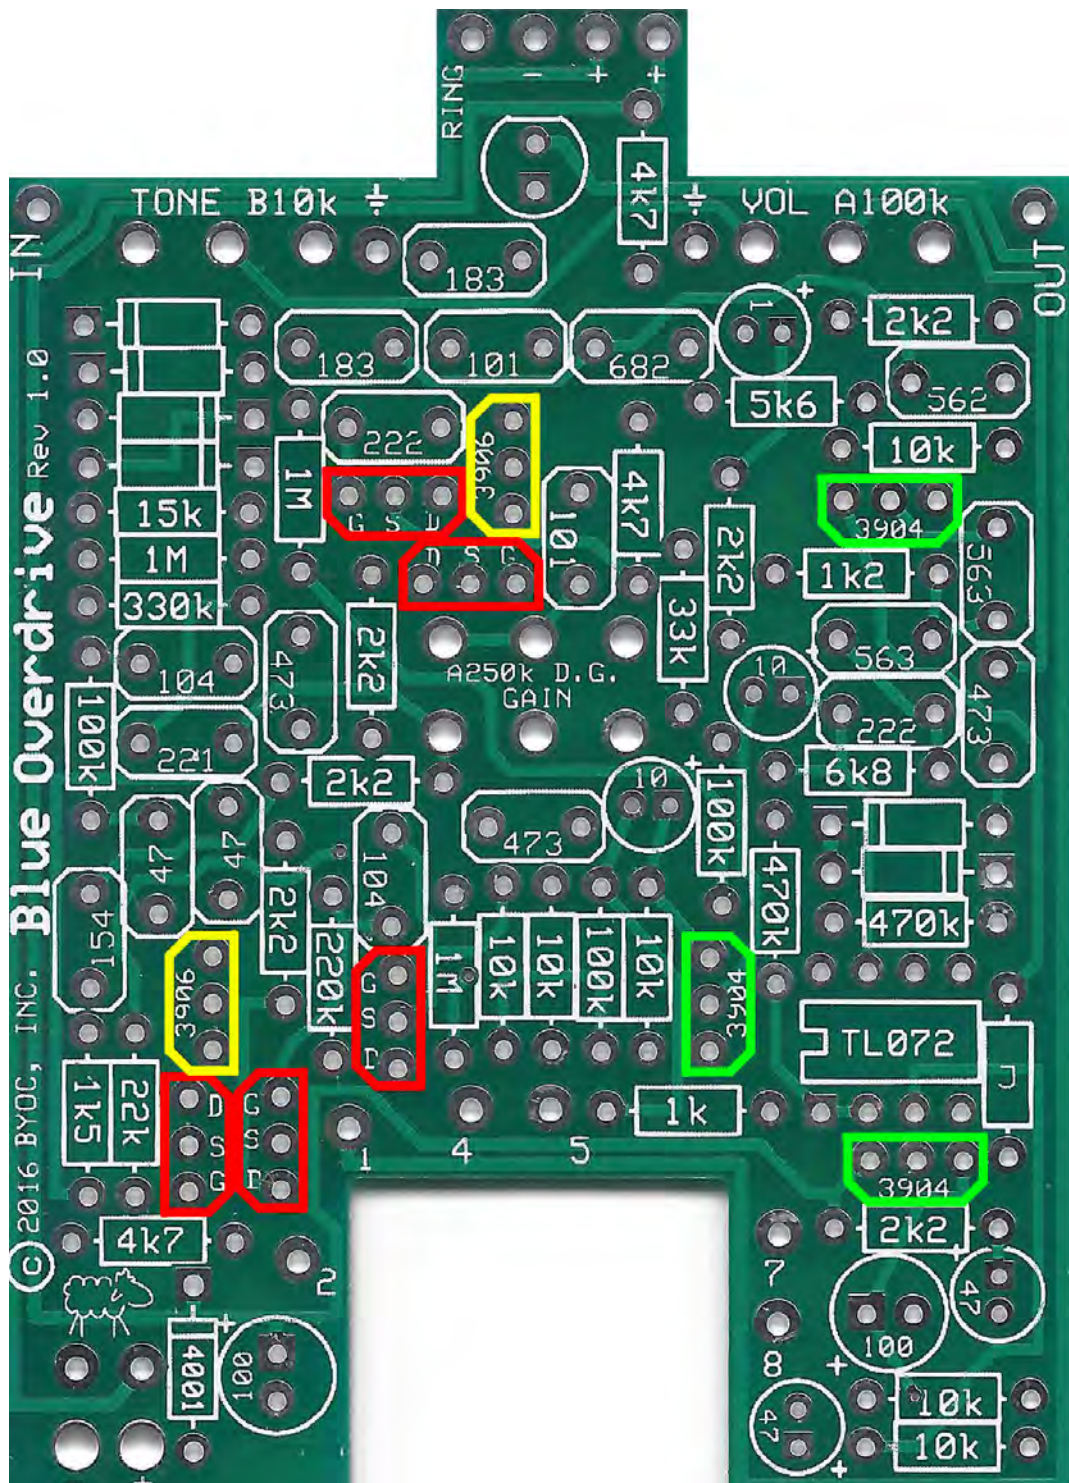 RING
- + +
TONE B10k
4k7
VOL A100k
IN
OUT
183
183
101
682
1
+
2k2
562
5k6
10k
222
3906
1M
G S D
D S G
101
4k7
2k2
3904
563
15k
1M
330k
1k2
33k
563
104
473
2k2
A250k D.G.
GAIN
10
222
473
100k
221
2k2
10
+
6k8
100k
47
47
104
473
470k
470k
154
2k2
220k
1M
10k
10k
100k
10k
3904
3906
G
S
D
TL072
1k5
22k
D
S
G
G
S
D
1k
1
4
5
3904
4k7
2k2
2
7
+
47
4001
+
100
100
+
8
10k
47
+
10k
+
© 2016 BYOC, INC. Blue Overdrive Rev 1.0